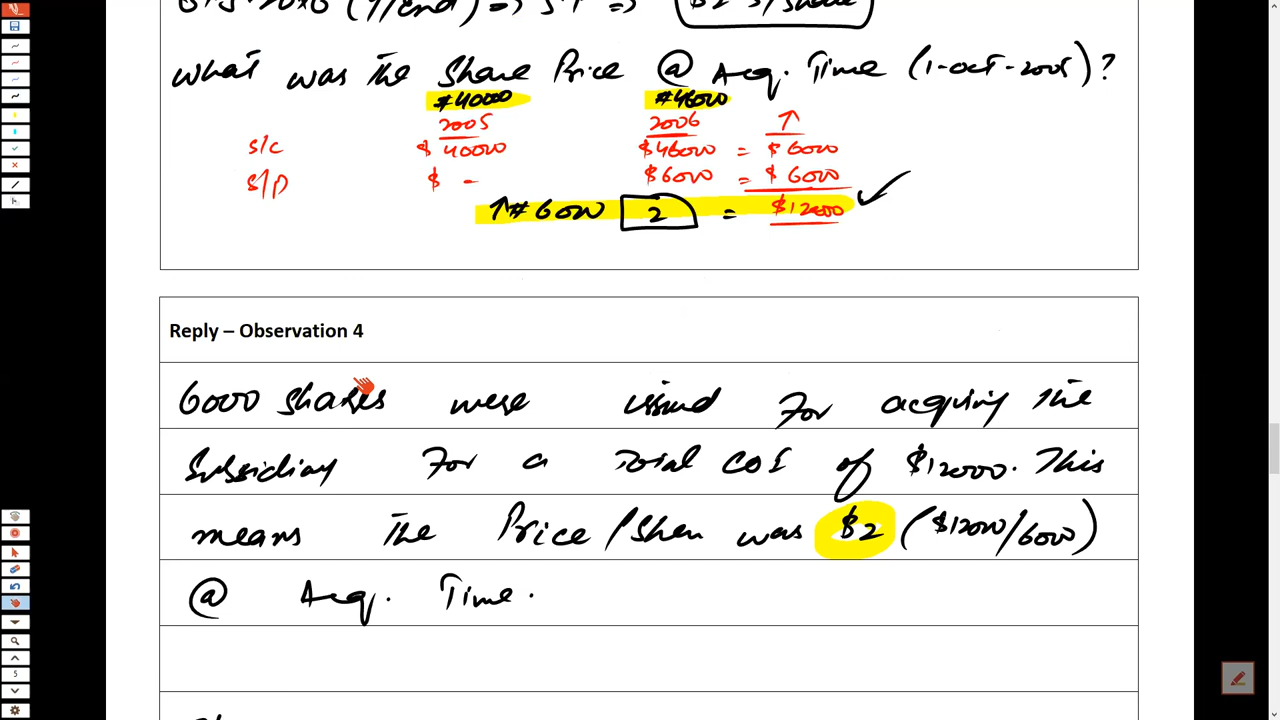 What was the Share Price @ Acq. Time (1-Oct-2005)?
#40000 #46000
2005 2006 ↑
S/C $40000 $46000 = $6000
S/P $ - $6000 = $6000
↑# 6000 2 = $12000 ✓
Reply – Observation 4
6000 shares were issued For acquiring the
Subsidiary For a Total COI of $12000. This
means the Price/Share was $2 ($12000/6000)
@ Acq. Time.
5